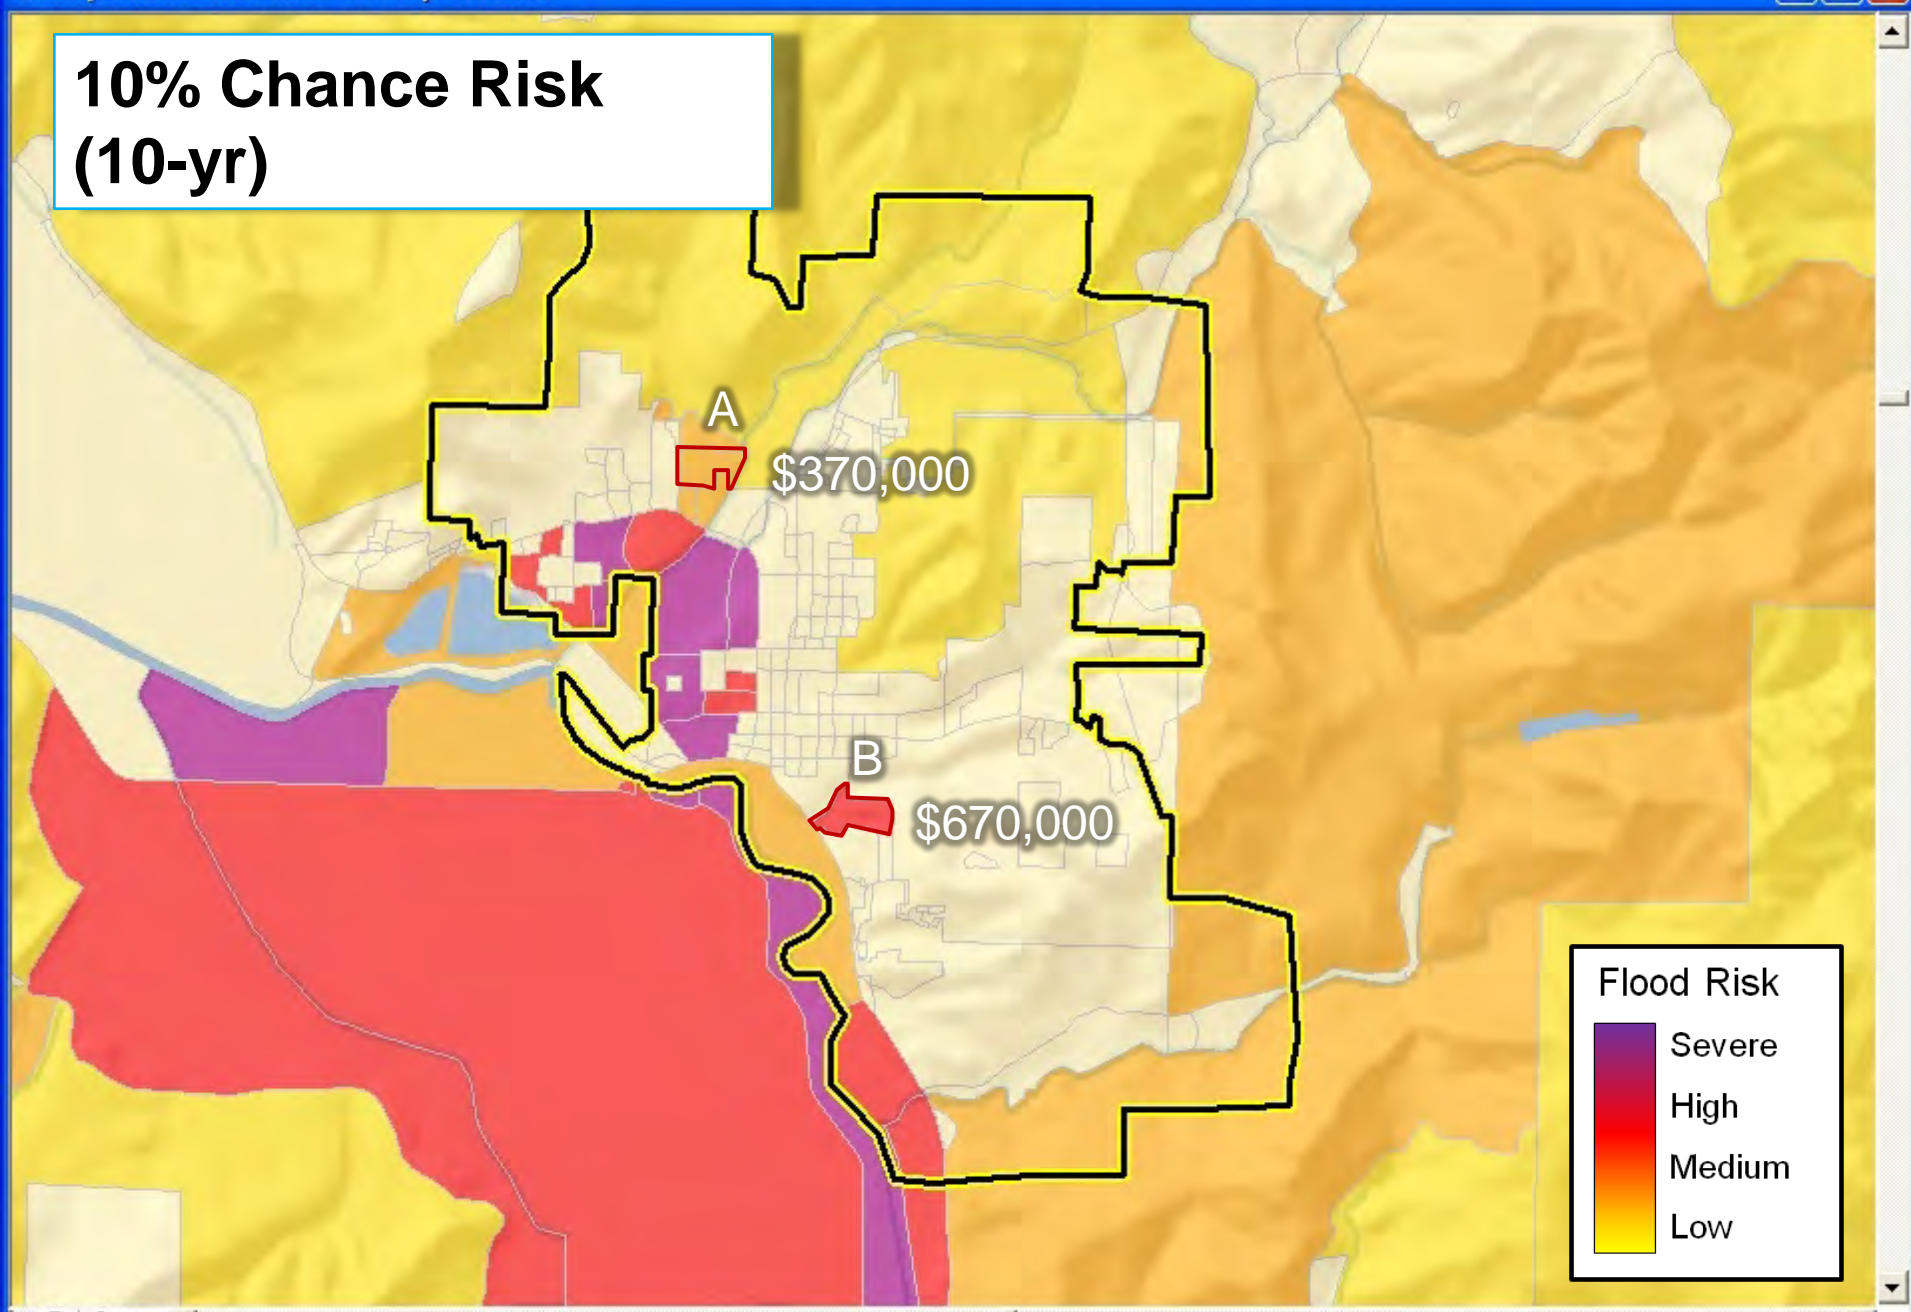 10% Chance Risk
(10-yr)
A
$370,000
B
$670,000
Flood Risk
Severe
High
Medium
Low